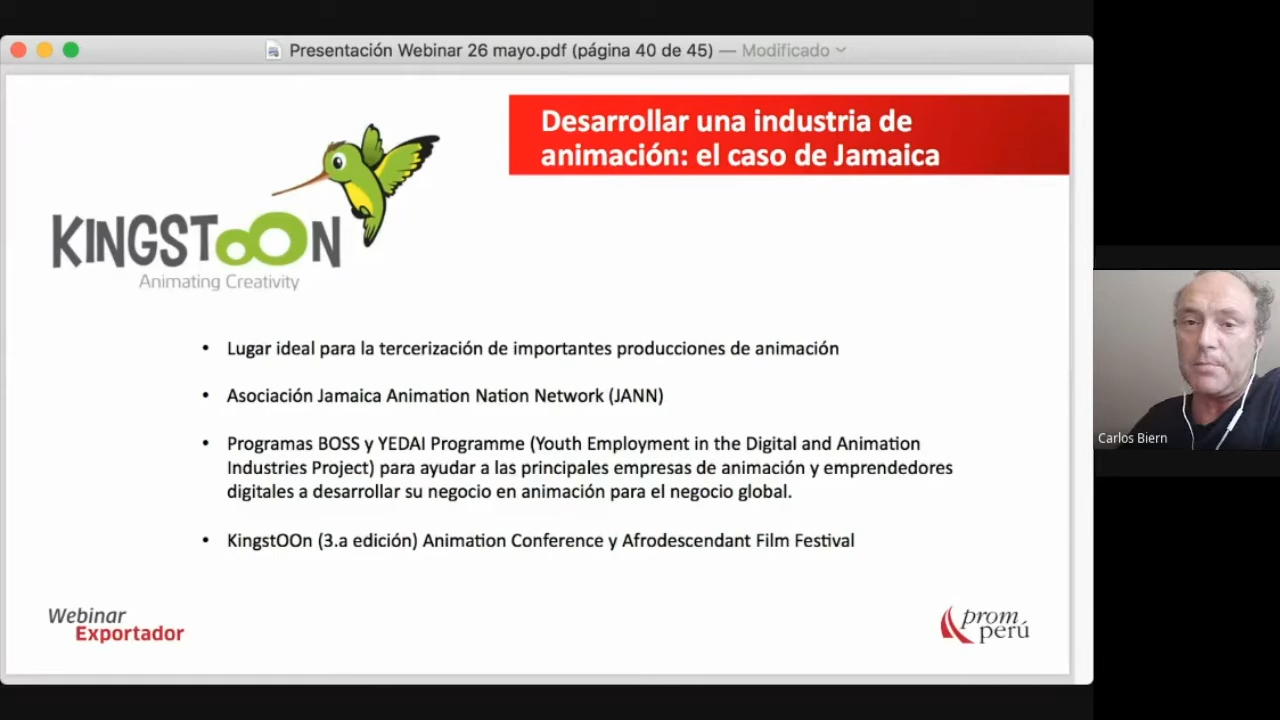 Presentación Webinar 26 mayo.pdf (página 40 de 45) — Modificado
Desarrollar una industria de
animación: el caso de Jamaica
KINGSTOON
Animating Creativity
• Lugar ideal para la tercerización de importantes producciones de animación
• Asociación Jamaica Animation Nation Network (JANN)
• Programas BOSS y YEDAI Programme (Youth Employment in the Digital and Animation
Industries Project) para ayudar a las principales empresas de animación y emprendedores
digitales a desarrollar su negocio en animación para el negocio global.
• KingstOOn (3.a edición) Animation Conference y Afrodescendant Film Festival
Carlos Biern
Webinar
Exportador
prom
perú